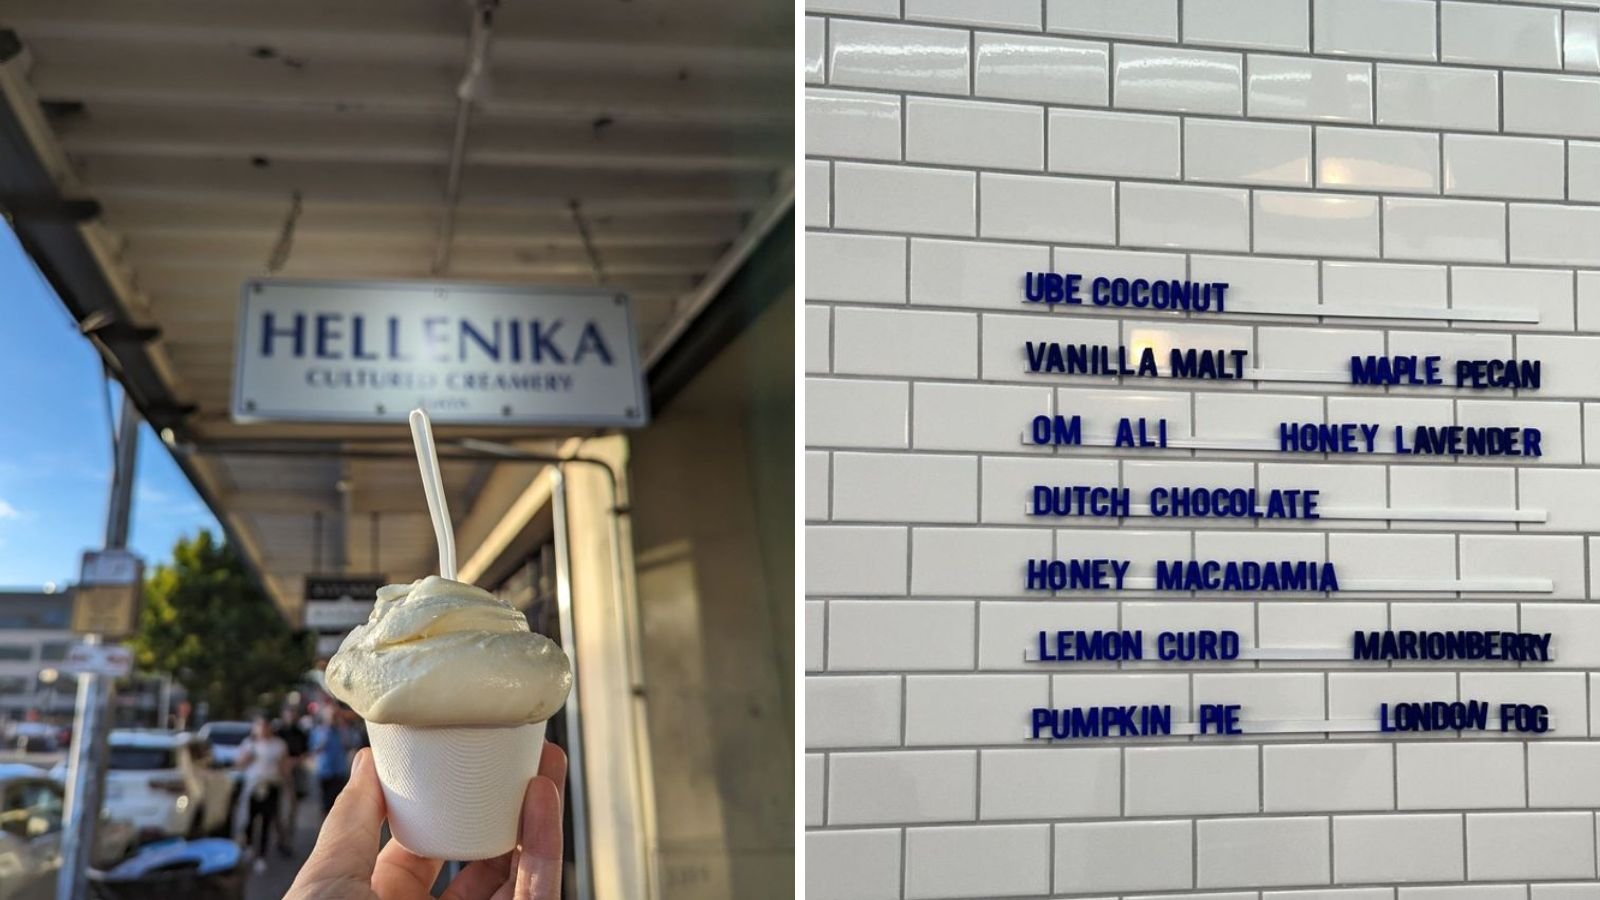 HELLENIKA
CULTURED CREAMERY
UBE COCONUT
VANILLA MALT MAPLE PECAN
OM ALI HONEY LAVENDER
DUTCH CHOCOLATE
HONEY MACADAMIA
LEMON CURD MARIONBERRY
PUMPKIN PIE LONDON FOG